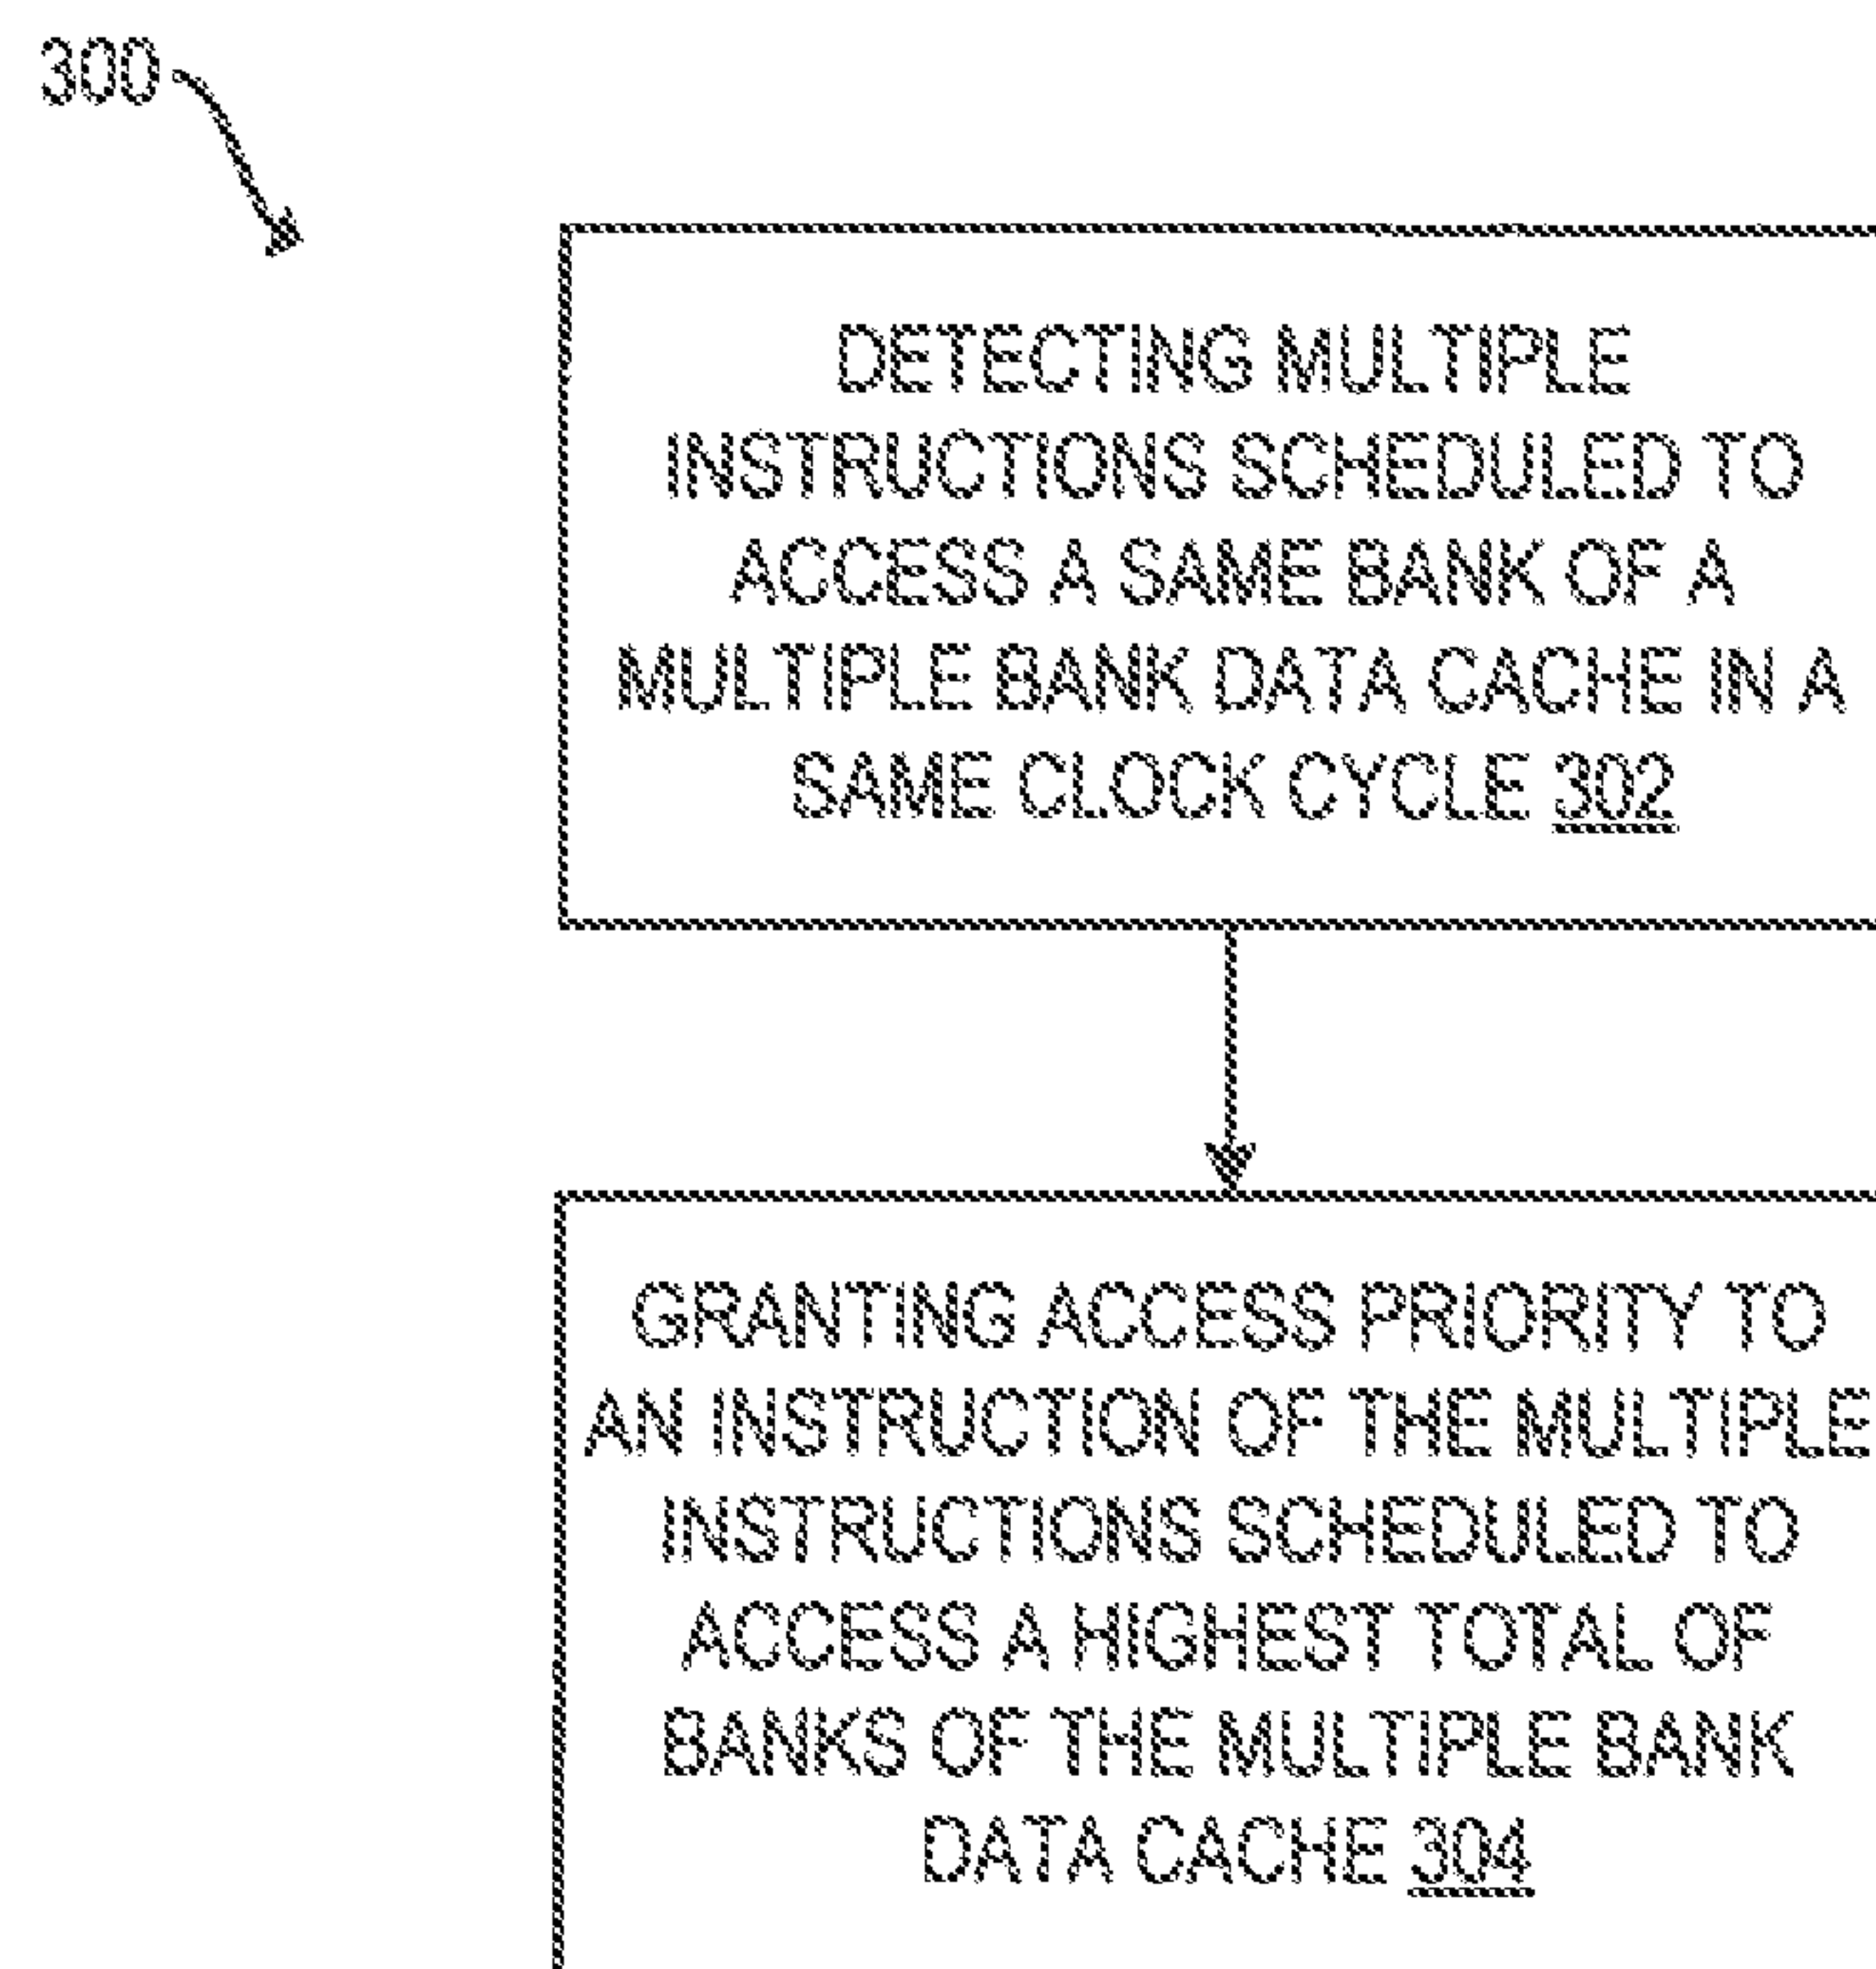 300
DETECTING MULTIPLE
INSTRUCTIONS SCHEDULED TO
ACCESS A SAME BANK OF A
MULTIPLE BANK DATA CACHE IN A
SAME CLOCK CYCLE 302
GRANTING ACCESS PRIORITY TO
AN INSTRUCTION OF THE MULTIPLE
INSTRUCTIONS SCHEDULED TO
ACCESS A HIGHEST TOTAL OF
BANKS OF THE MULTIPLE BANK
DATA CACHE 304